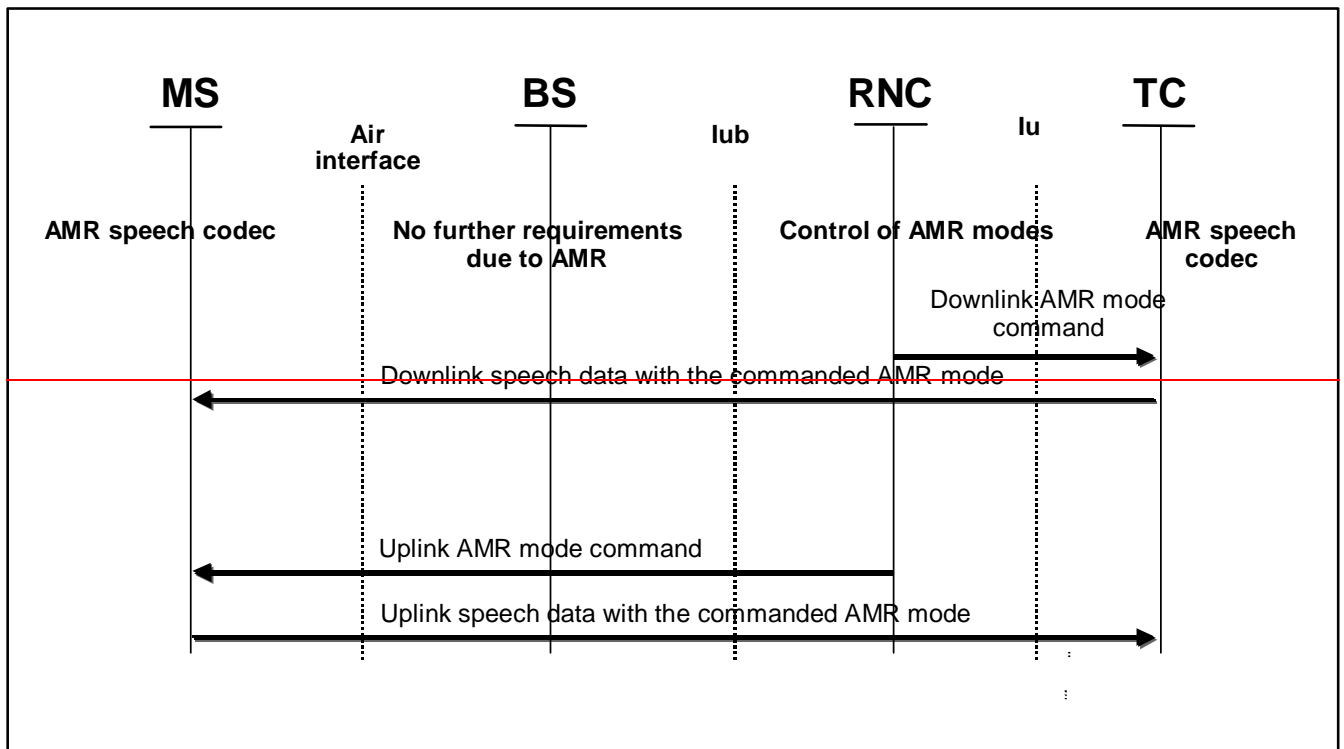 MS
BS
RNC
TC
Air
interface
Iub
Iu
AMR speech codec
No further requirements
due to AMR
Control of AMR modes
AMR speech
codec
Downlink AMR mode
command
Downlink speech data with the commanded AMR mode
Uplink AMR mode command
Uplink speech data with the commanded AMR mode